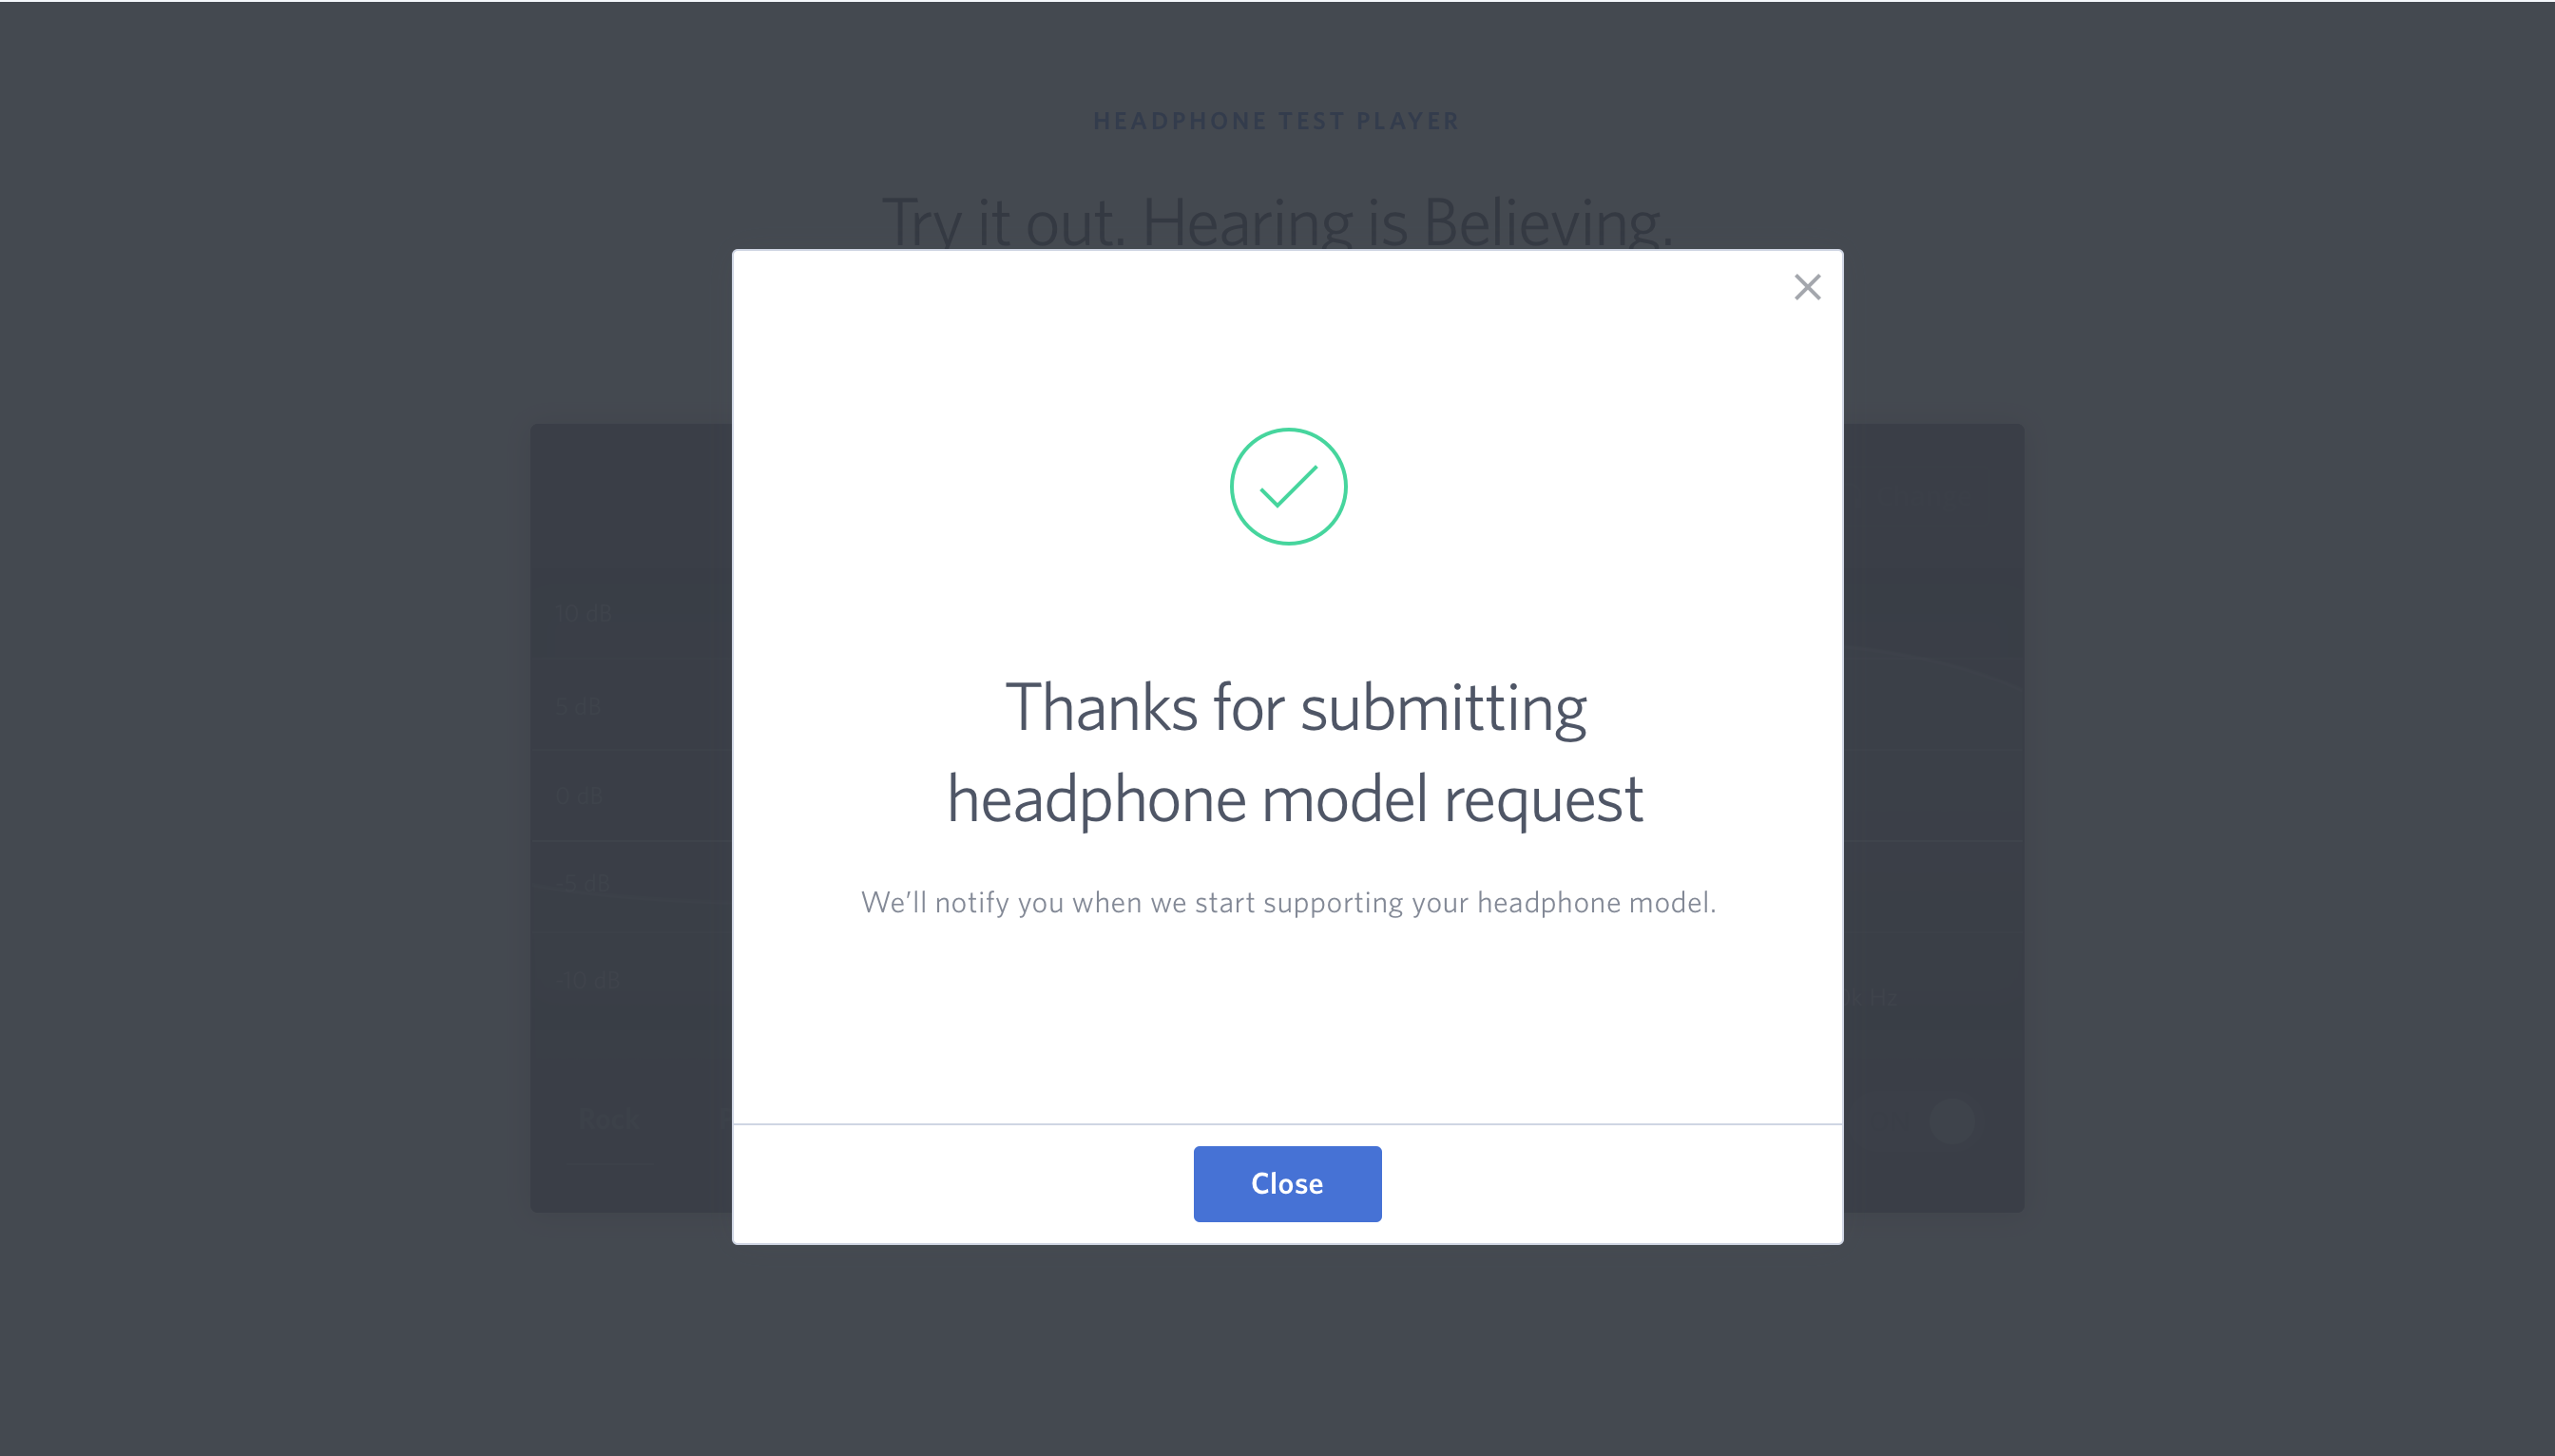 HEADPHONE TEST PLAYER
Try it out. Hearing is Believing.
Thanks for submitting
headphone model request
We’ll notify you when we start supporting your headphone model.
10 dB
5 dB
0 dB
-5 dB
-10 dB
Hz
Rock
Close